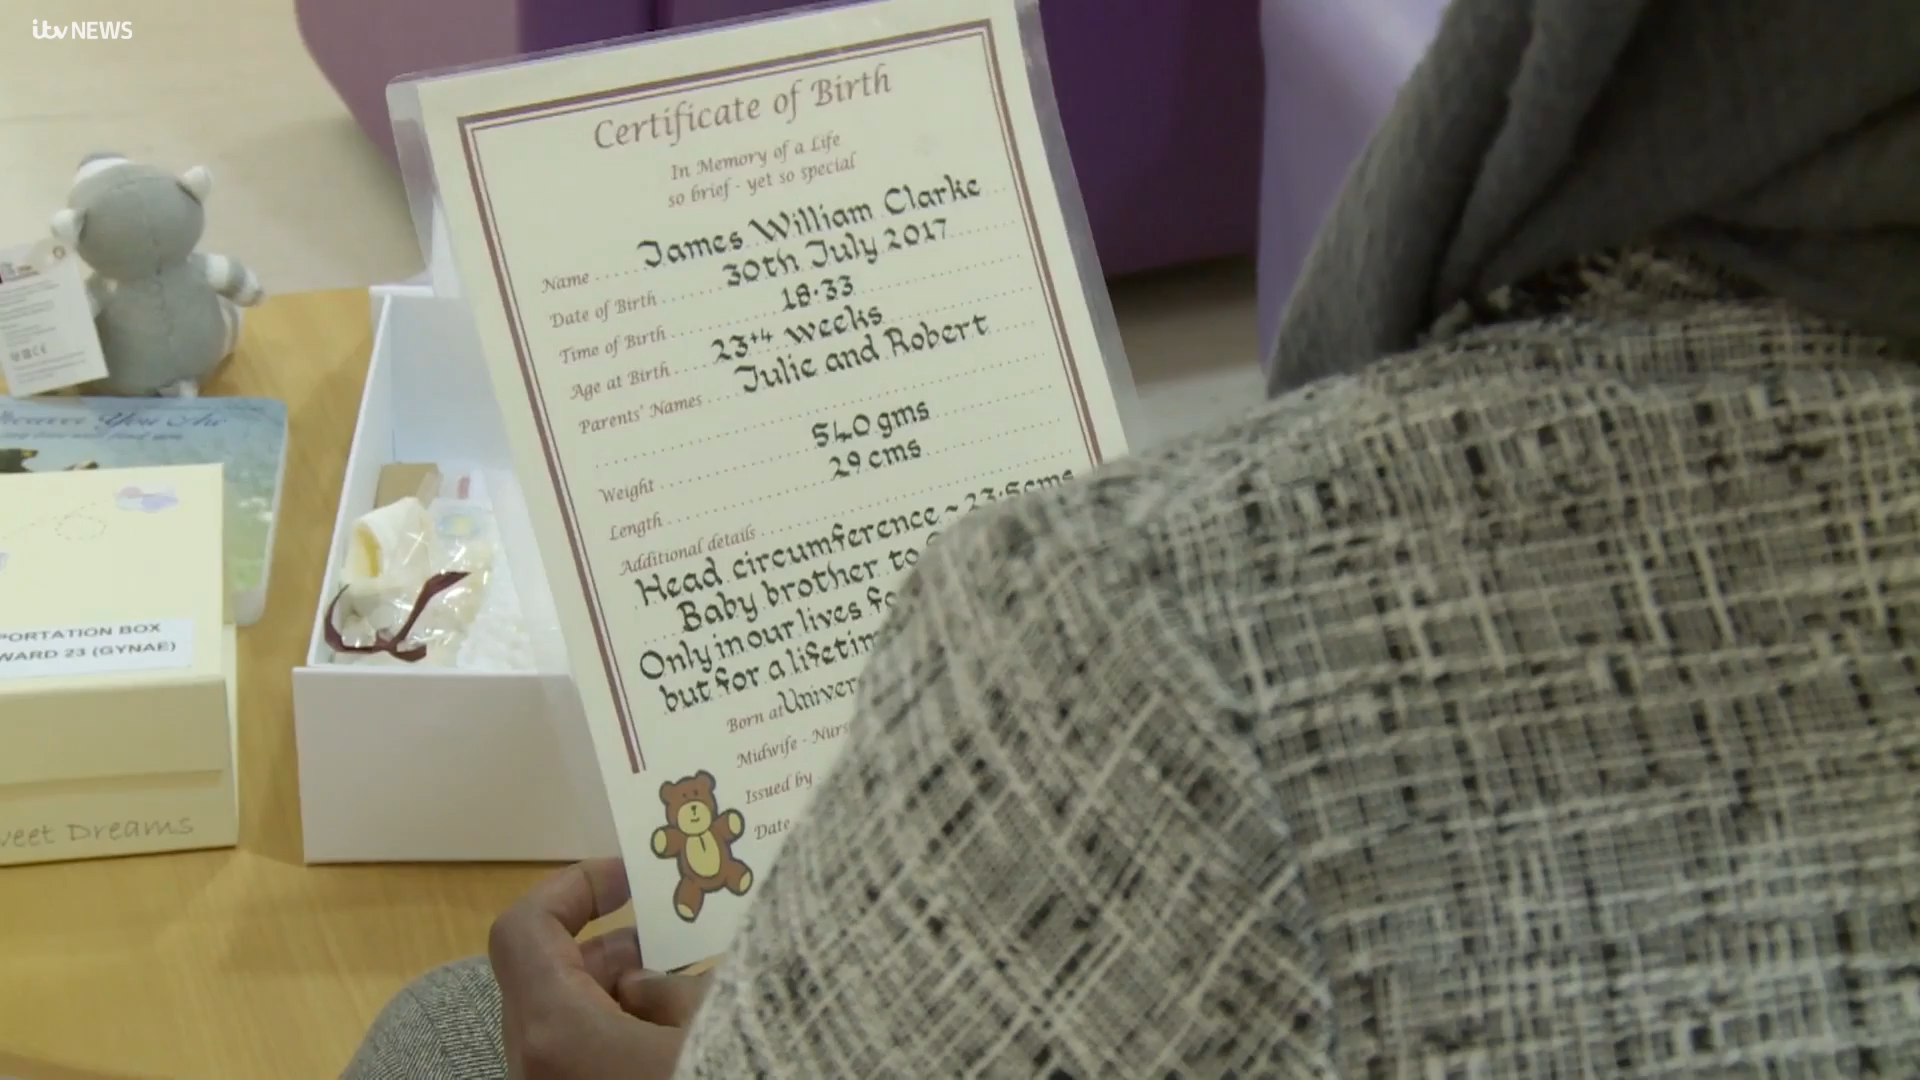 itv NEWS
Certificate of Birth
In Memory of a Life
so brief - yet so special
Name ..... James William Clarke
Date of Birth ..... 30th July 2017
Time of Birth ..... 18·33
Age at Birth ..... 23+4 weeks
Parents' Names ..... Julie and Robert
Weight ..... 540 gms
Length ..... 29 cms
Additional details .....
Head circumference ~ 23·5cms
Baby brother to
Only in our lives
but for a
Born at
Midwife -
Issued by
Date
PORTATION BOX
WARD 23 (GYNAE)
Dreams